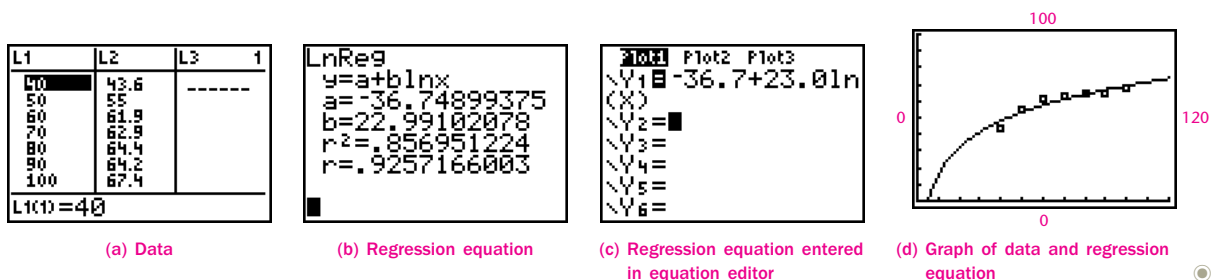 L1 L2 L3 1
40 43.6 ------
50 55
60 61.9
70 62.9
80 64.4
90 64.2
100 67.4
L1(1)=40
(a) Data
LnReg
y=a+blnx
a=-36.74899375
b=22.99102078
r²=.856951224
r=.9257166003
(b) Regression equation
Plot1 Plot2 Plot3
\Y1=-36.7+23.0ln
(X)
\Y2=
\Y3=
\Y4=
\Y5=
\Y6=
(c) Regression equation entered
in equation editor
100
0 120
0
(d) Graph of data and regression
equation